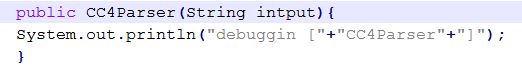 public CC4Parser(String intput){
System.out.println("debuggin ["+"CC4Parser"+"]");
}